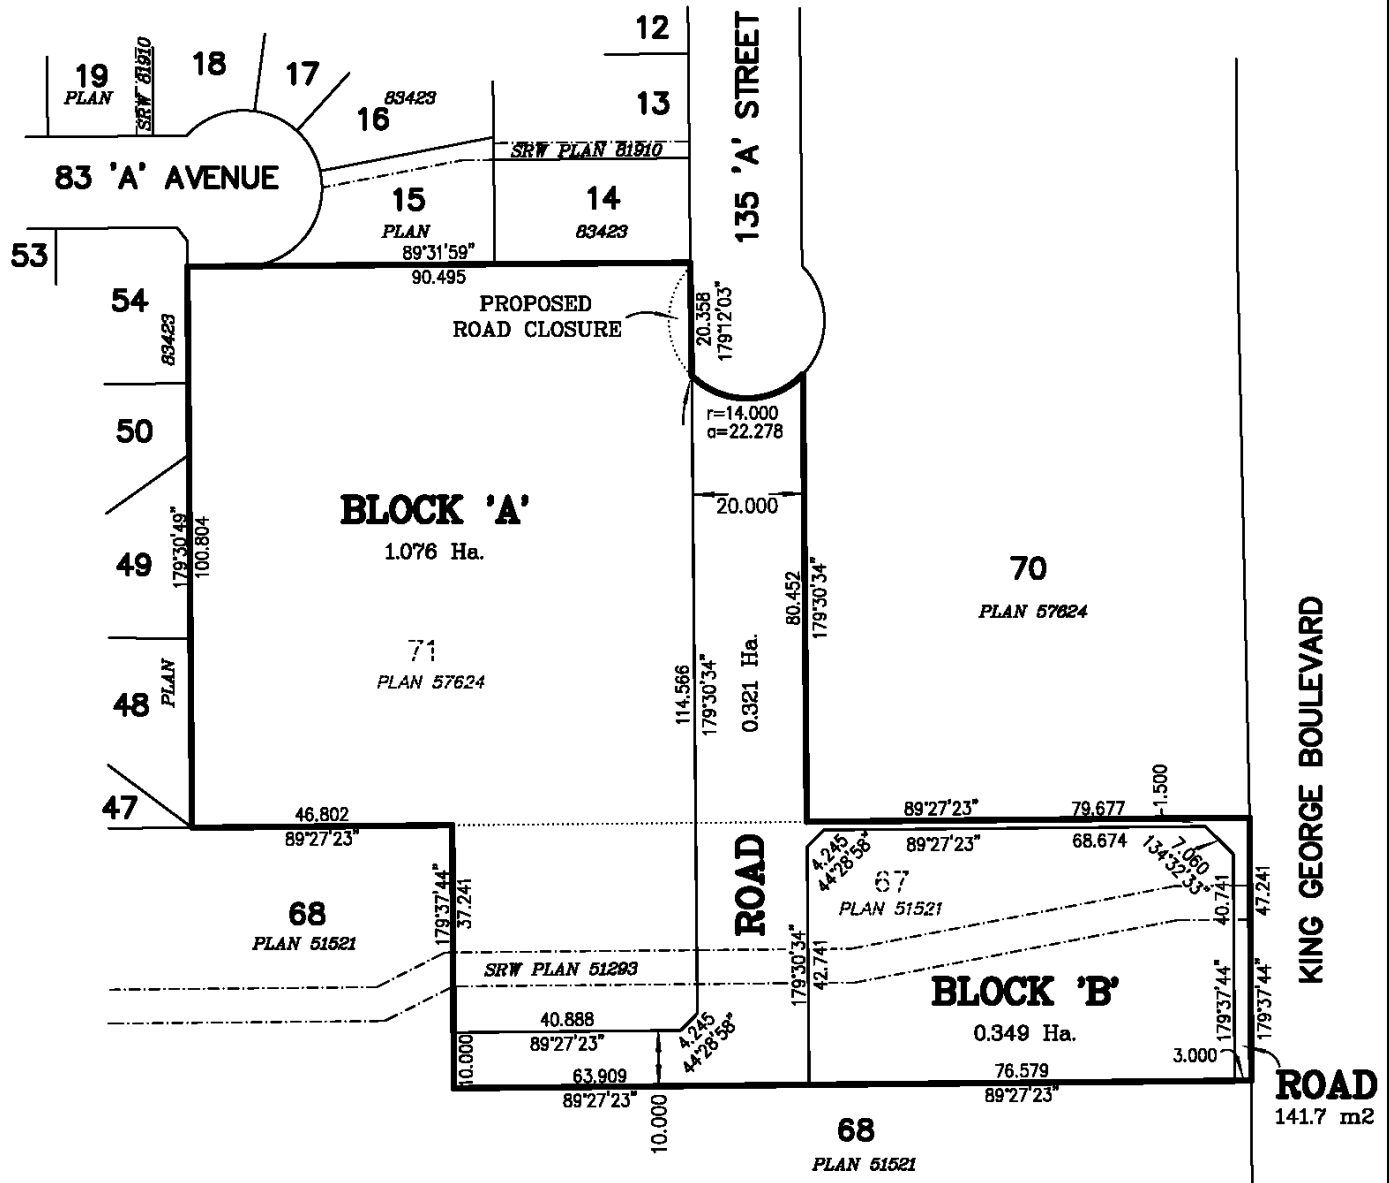 12
135 'A' STREET
19
PLAN
SRW 81910
18
17
83423
16
13
SRW PLAN 81910
83 'A' AVENUE
15
PLAN
14
83423
53
89°31'59"
90.495
54
83423
PROPOSED
ROAD CLOSURE
20.358
179°12'03"
r=14.000
a=22.278
50
BLOCK 'A'
1.076 Ha.
20.000
179°30'49"
100.804
49
70
PLAN 57624
80.452
179°30'34"
71
PLAN 57624
114.566
179°30'34"
0.321 Ha.
48
PLAN
KING GEORGE BOULEVARD
47
46.802
89°27'23"
89°27'23"
79.677
1.500
89°27'23"
68.674
4.245
44°28'58"
7.060
134°32'33"
ROAD
67
PLAN 51521
40.741
47.241
68
PLAN 51521
179°37'44"
37.241
SRW PLAN 51293
179°30'34"
42.741
BLOCK 'B'
0.349 Ha.
179°37'44"
179°37'44"
40.888
89°27'23"
4.245
44°28'58"
10.000
63.909
89°27'23"
10.000
76.579
89°27'23"
3.000
ROAD
141.7 m2
68
PLAN 51521